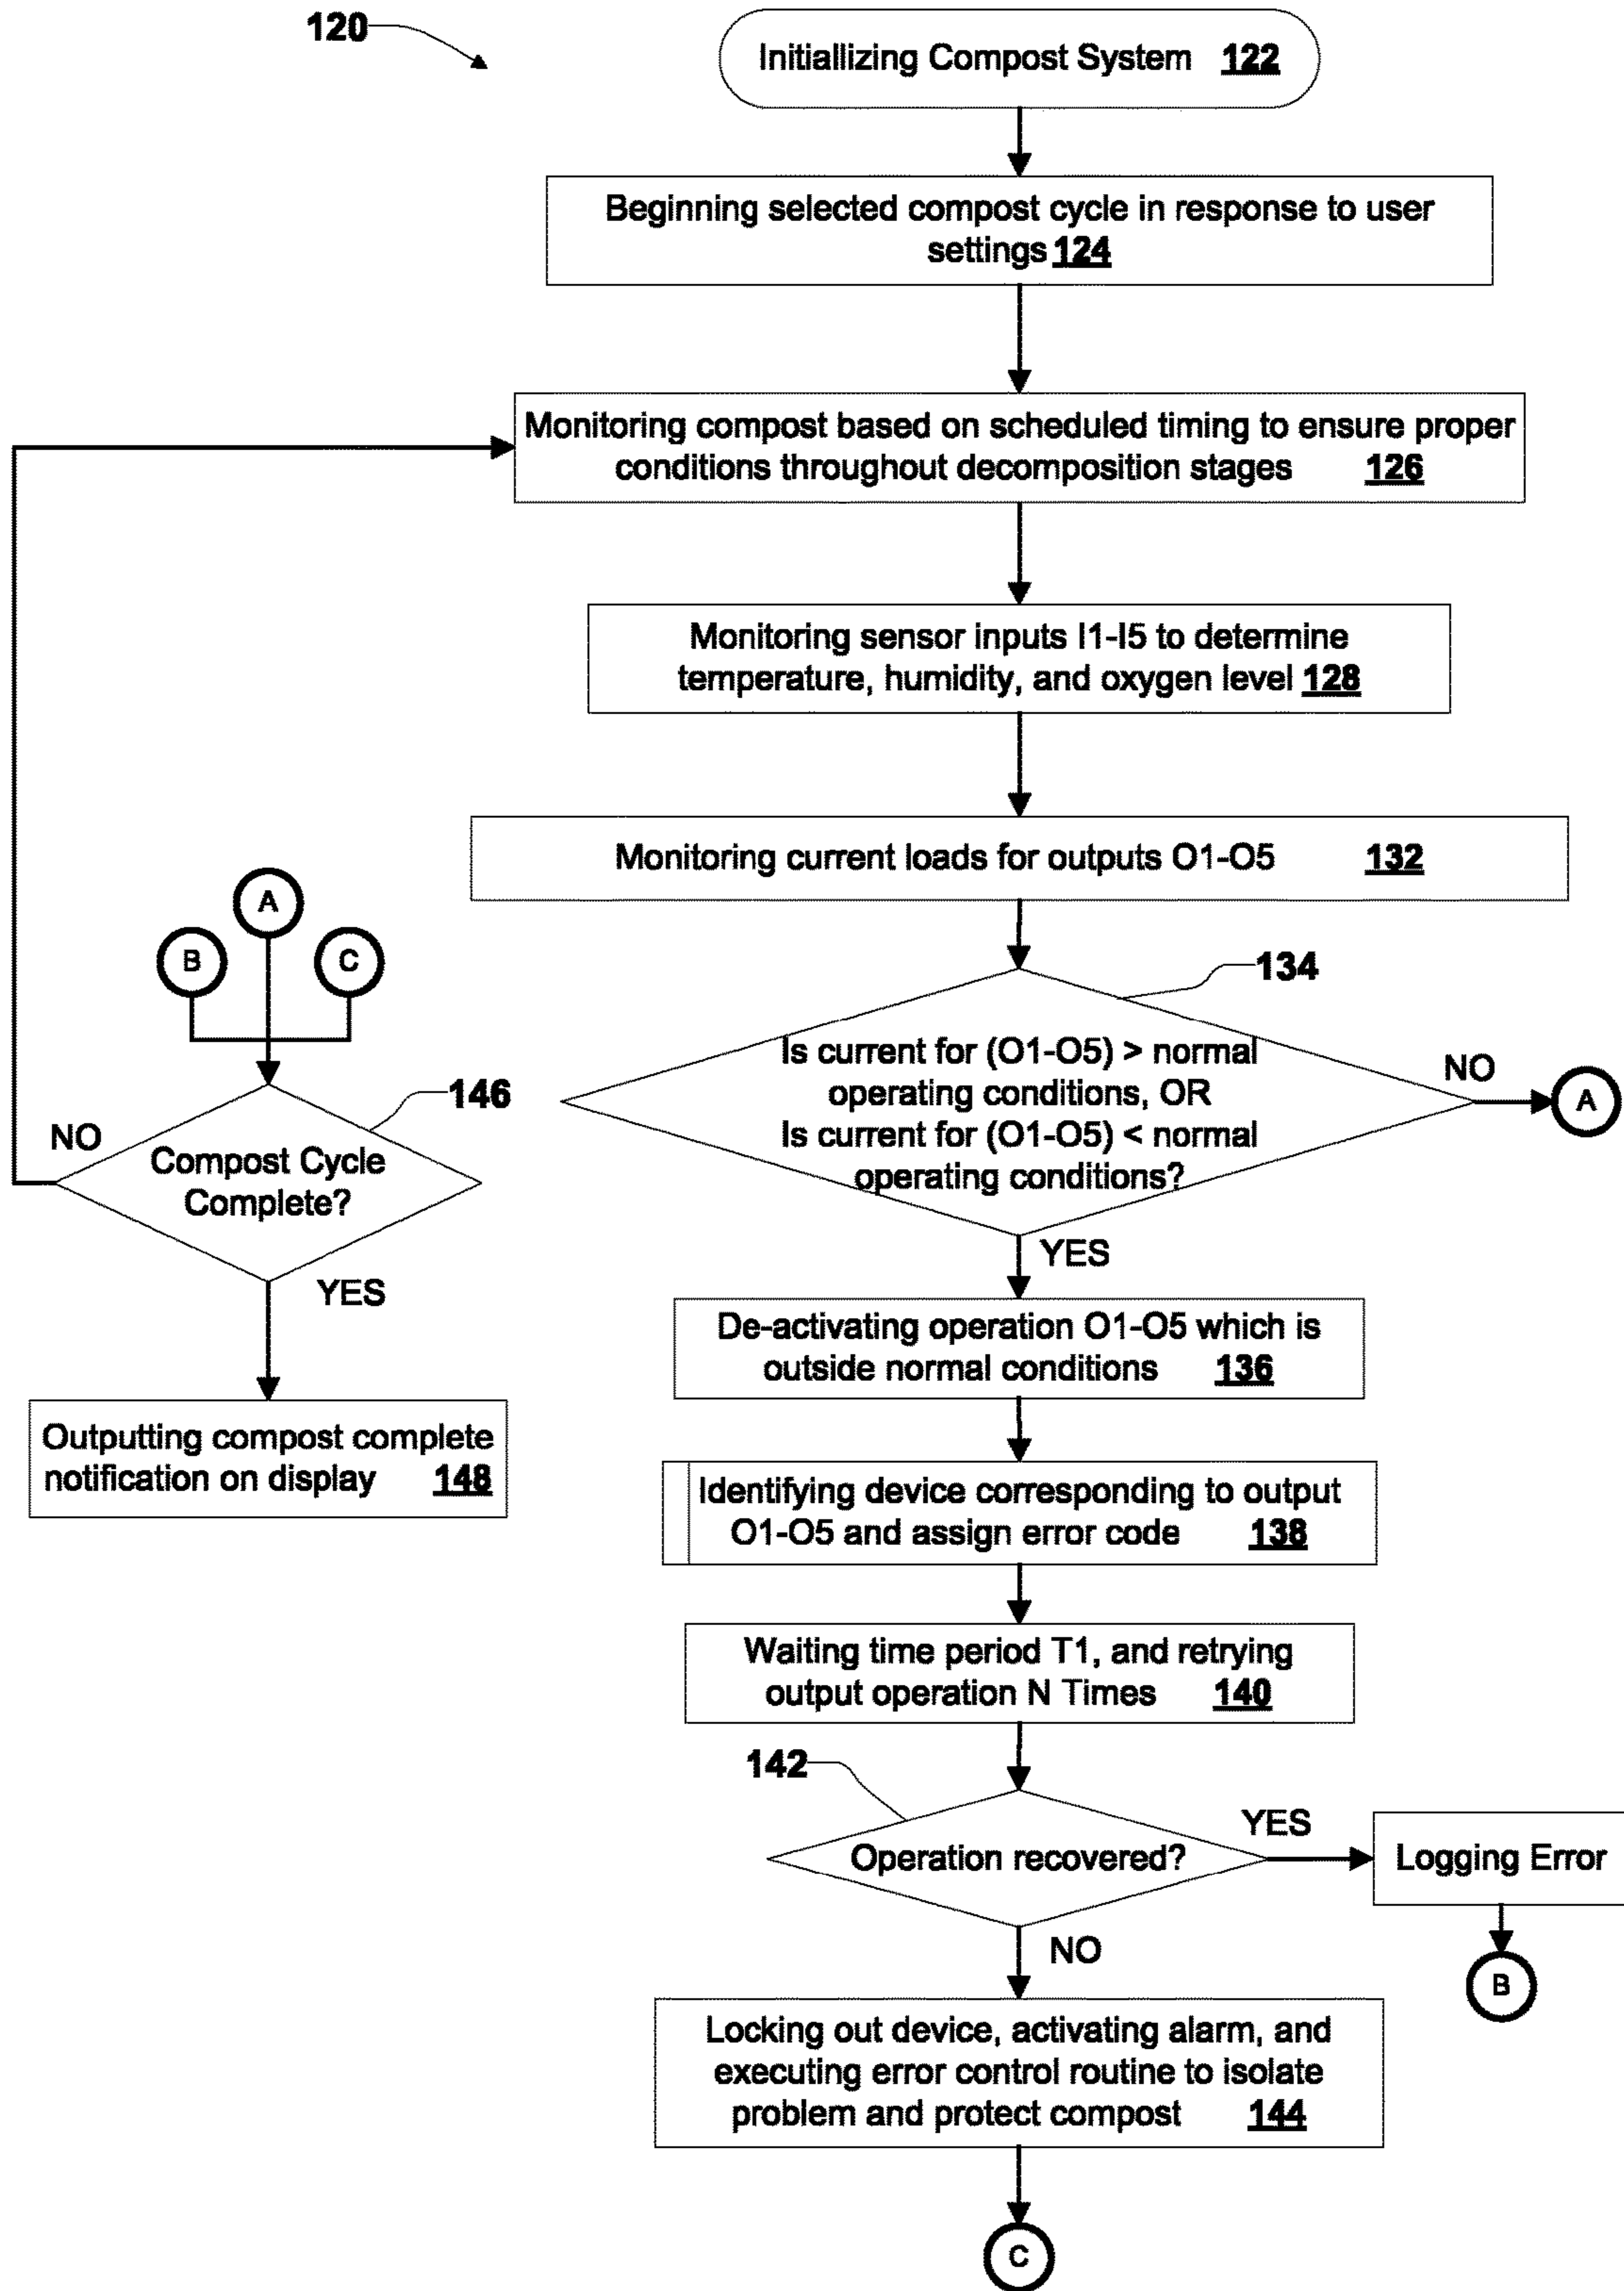 120
Initiallizing Compost System 122
Beginning selected compost cycle in response to user
settings 124
Monitoring compost based on scheduled timing to ensure proper
conditions throughout decomposition stages 126
Monitoring sensor inputs I1-I5 to determine
temperature, humidity, and oxygen level 128
Monitoring current loads for outputs O1-O5 132
134
Is current for (O1-O5) > normal
operating conditions, OR
Is current for (O1-O5) < normal
operating conditions?
NO
A
YES
De-activating operation O1-O5 which is
outside normal conditions 136
Identifying device corresponding to output
O1-O5 and assign error code 138
Waiting time period T1, and retrying
output operation N Times 140
142
Operation recovered?
YES
Logging Error
B
NO
Locking out device, activating alarm, and
executing error control routine to isolate
problem and protect compost 144
C
A
B
C
146
Compost Cycle
Complete?
NO
YES
Outputting compost complete
notification on display 148